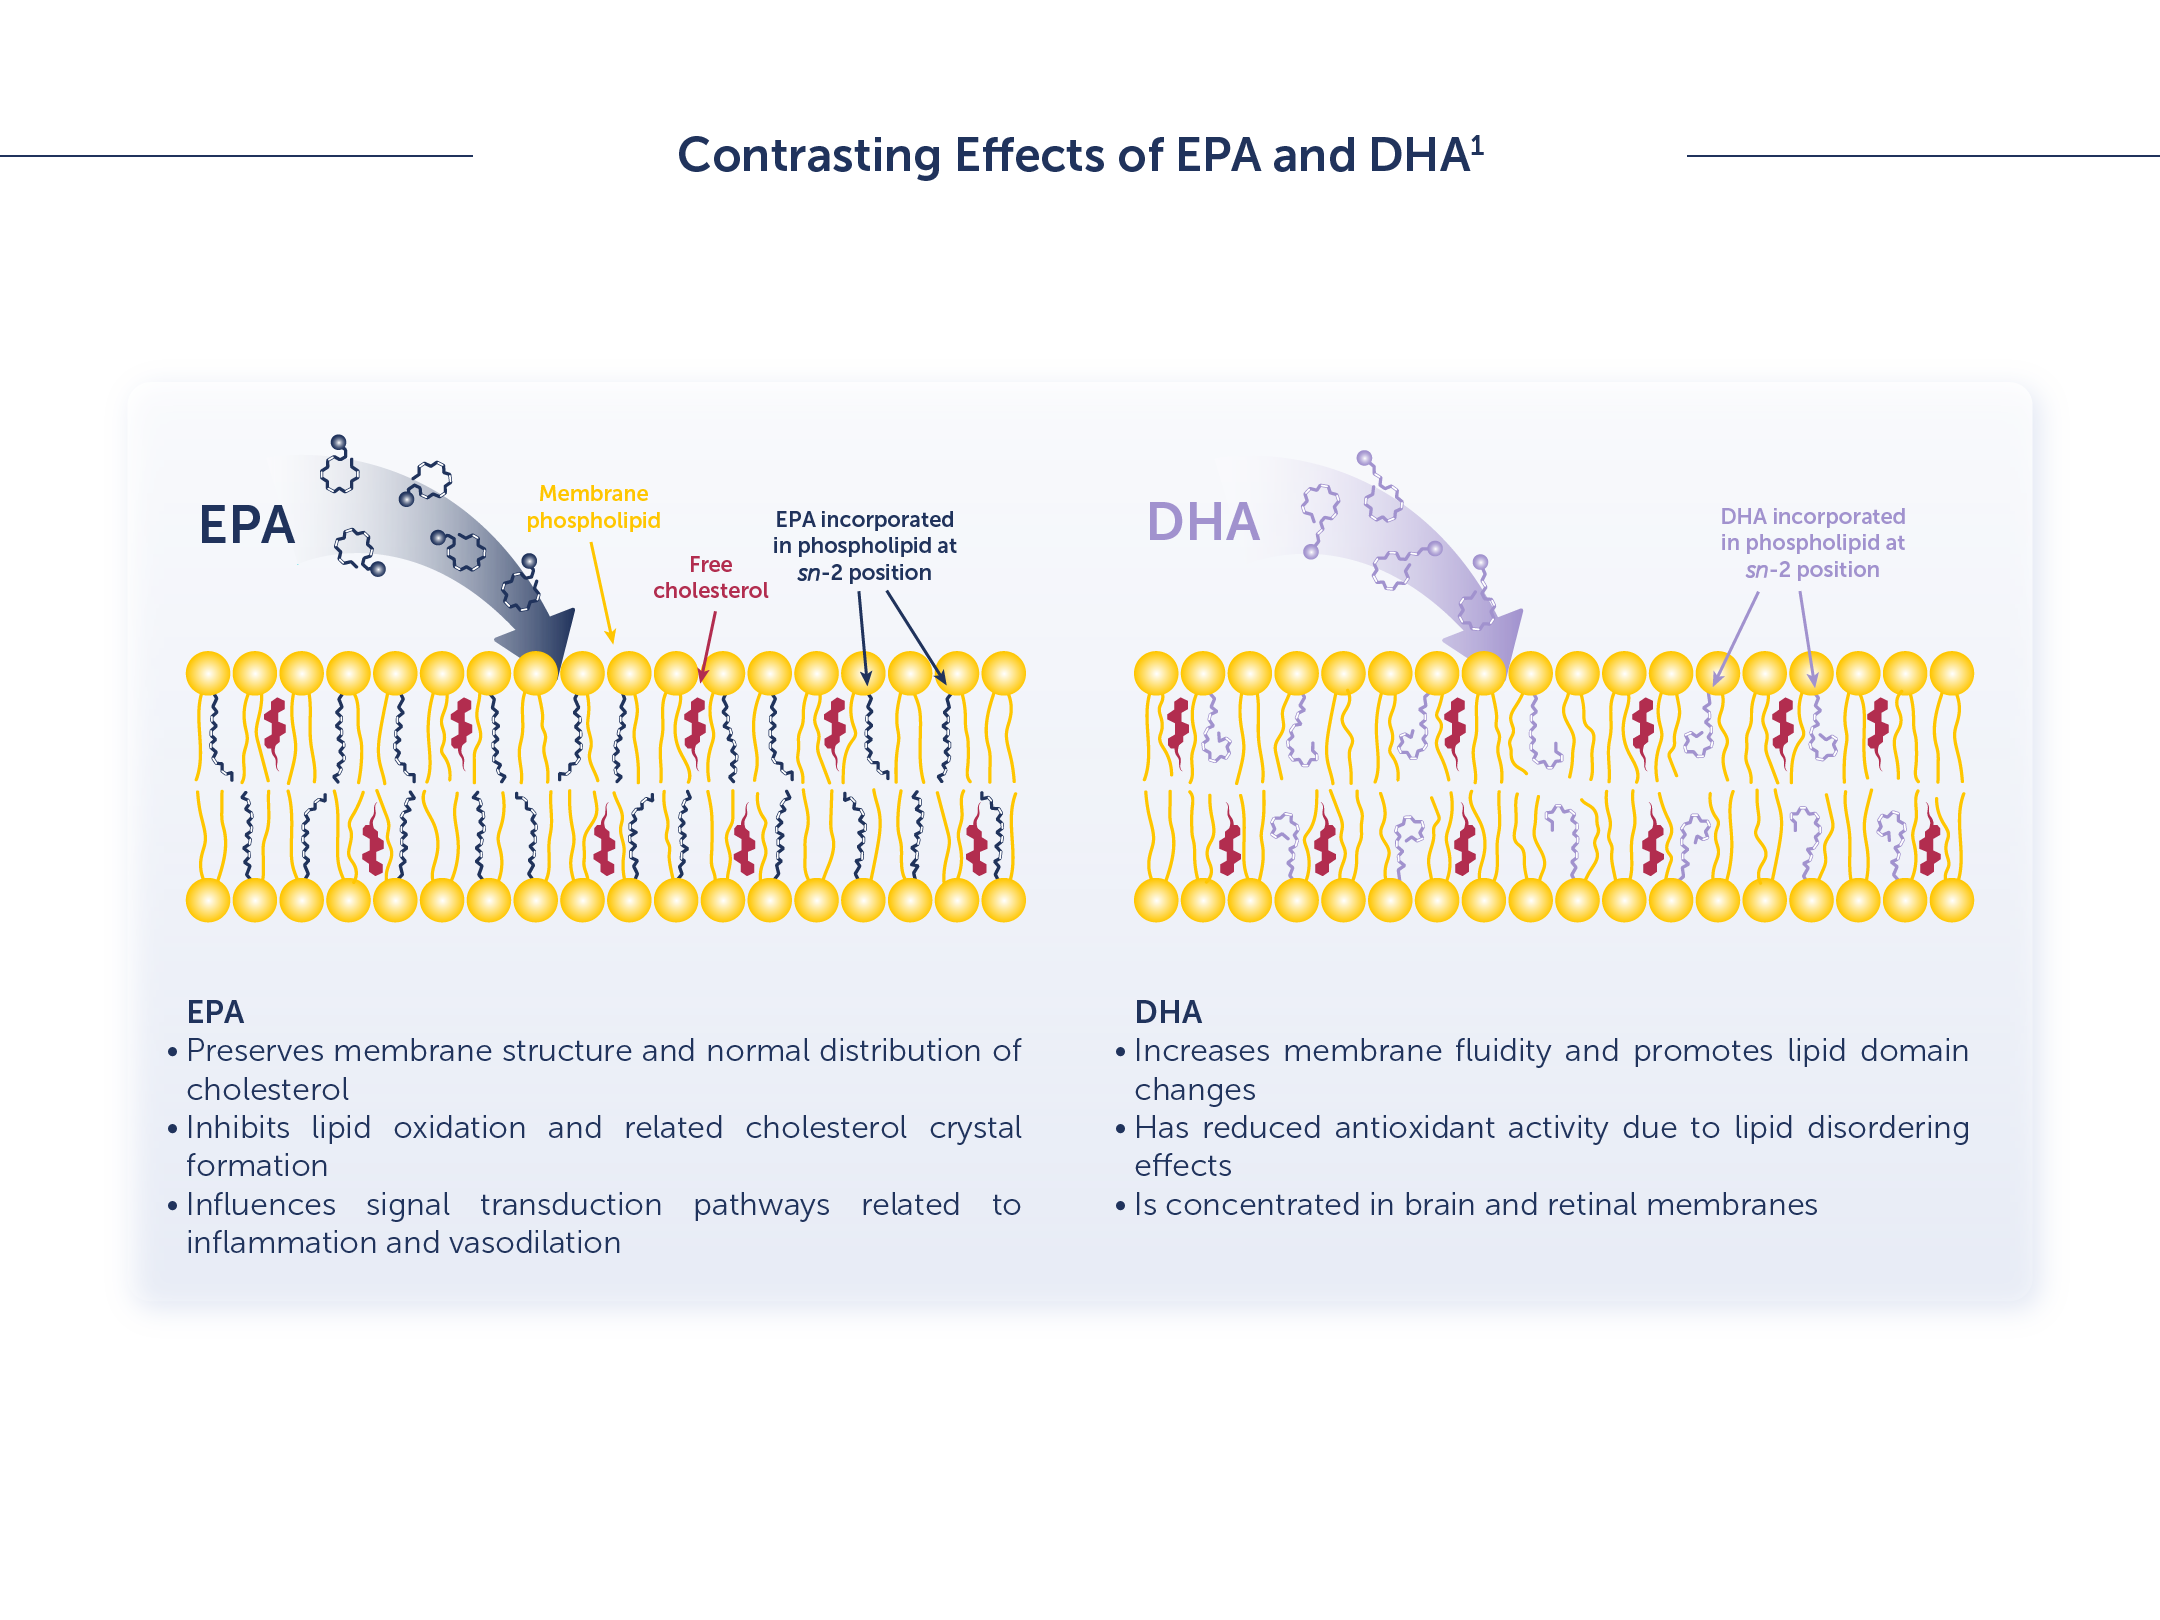 Contrasting Effects of EPA and DHA¹
EPA
Membrane
phospholipid
Free
cholesterol
EPA incorporated
in phospholipid at
sn-2 position
DHA
DHA incorporated
in phospholipid at
sn-2 position
EPA
• Preserves membrane structure and normal distribution of
cholesterol
• Inhibits lipid oxidation and related cholesterol crystal
formation
• Influences signal transduction pathways related to
inflammation and vasodilation
DHA
• Increases membrane fluidity and promotes lipid domain
changes
• Has reduced antioxidant activity due to lipid disordering
effects
• Is concentrated in brain and retinal membranes